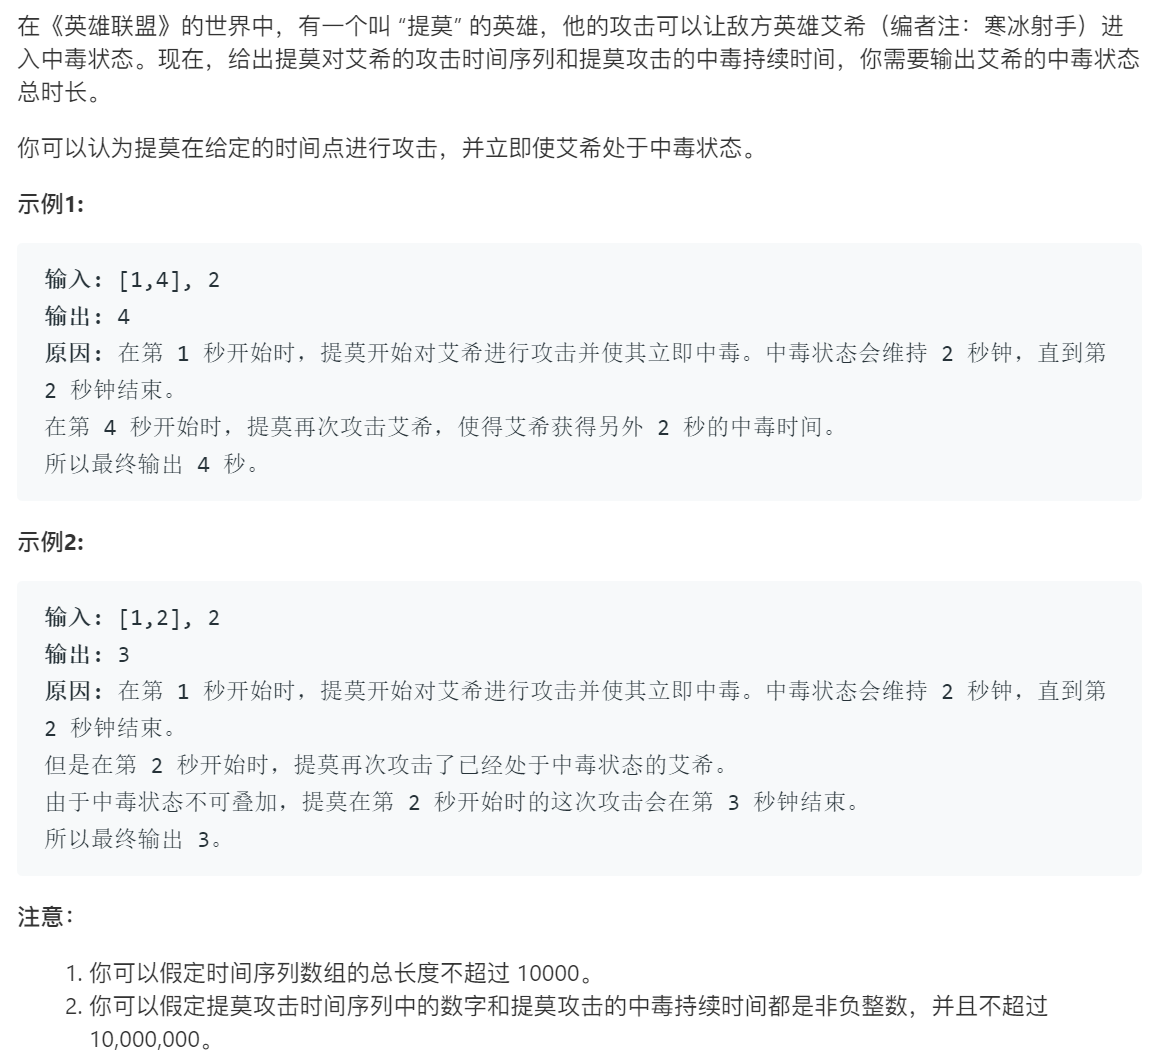 在《英雄联盟》的世界中，有一个叫 “提莫” 的英雄，他的攻击可以让敌方英雄艾希（编者注：寒冰射手）进
入中毒状态。现在，给出提莫对艾希的攻击时间序列和提莫攻击的中毒持续时间，你需要输出艾希的中毒状态
总时长。
你可以认为提莫在给定的时间点进行攻击，并立即使艾希处于中毒状态。
示例1:
输入: [1,4], 2
输出: 4
原因: 在第 1 秒开始时，提莫开始对艾希进行攻击并使其立即中毒。中毒状态会维持 2 秒钟，直到第
2 秒钟结束。
在第 4 秒开始时，提莫再次攻击艾希，使得艾希获得另外 2 秒的中毒时间。
所以最终输出 4 秒。
示例2:
输入: [1,2], 2
输出: 3
原因: 在第 1 秒开始时，提莫开始对艾希进行攻击并使其立即中毒。中毒状态会维持 2 秒钟，直到第
2 秒钟结束。
但是在第 2 秒开始时，提莫再次攻击了已经处于中毒状态的艾希。
由于中毒状态不可叠加，提莫在第 2 秒开始时的这次攻击会在第 3 秒钟结束。
所以最终输出 3。
注意：
1. 你可以假定时间序列数组的总长度不超过 10000。
2. 你可以假定提莫攻击时间序列中的数字和提莫攻击的中毒持续时间都是非负整数，并且不超过
10,000,000。